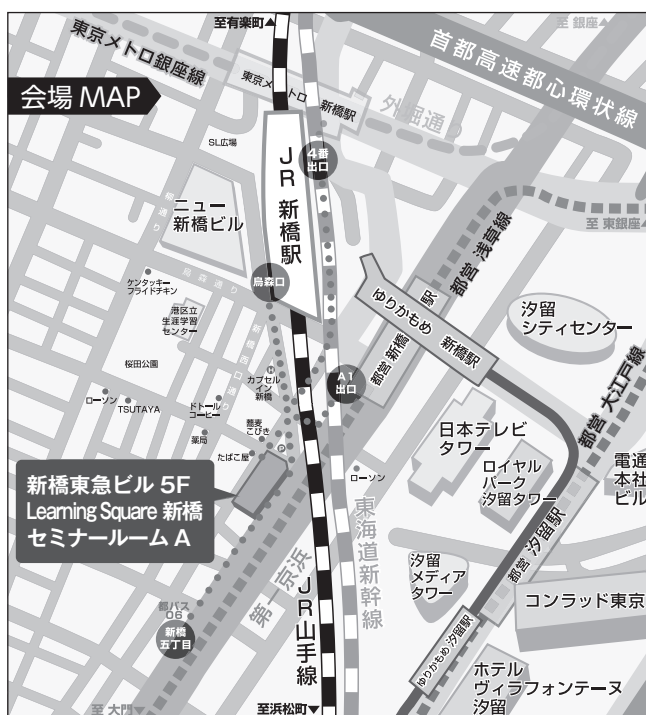 至有楽町▲
至 銀座▲
東京メトロ銀座線
首都高速都心環状線
会場 MAP
東京メトロ 新橋駅
外堀通り
SL広場
4番
出口
JR 新橋駅
ニュー
新橋ビル
柳通り
至 東銀座▲
都営 浅草線
烏森通り
烏森口
ケンタッキー
フライドチキン
港区立
生涯学習
センター
ゆりかもめ 新橋駅
都営 新橋駅
汐留
シティセンター
新橋西口通り
桜田公園
H
カプセル
イン
新橋
A1
出口
都営 大江戸線
ローソン
TSUTAYA
ドトール
コーヒー
薬局
蕎麦
こびき
たばこ屋
P
日本テレビ
タワー
ロイヤル
パーク
汐留タワー
電通
本社
ビル
ローソン
新橋東急ビル 5F
Learning Square 新橋
セミナールーム A
東海道新幹線
都営 汐留駅
第一京浜
JR山手線
汐留
メディア
タワー
コンラッド東京
都バス
06
新橋
五丁目
ゆりかもめ 汐留駅
ホテル
ヴィラフォンテーヌ
汐留
至 大門▼
至浜松町▼